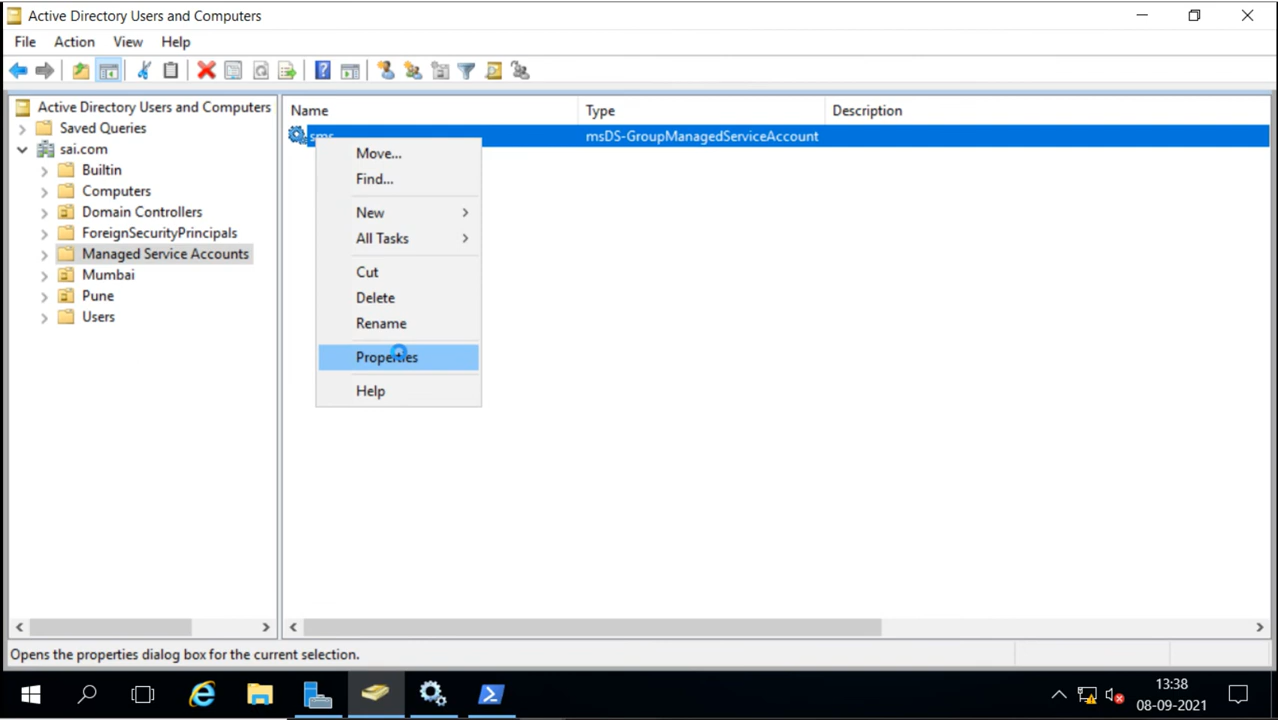 Active Directory Users and Computers
File Action View Help
Active Directory Users and Computers
Saved Queries
sai.com
Builtin
Computers
Domain Controllers
ForeignSecurityPrincipals
Managed Service Accounts
Mumbai
Pune
Users
Name Type Description
msDS-GroupManagedServiceAccount
Move...
Find...
New
All Tasks
Cut
Delete
Rename
Properties
Help
Opens the properties dialog box for the current selection.
13:38
08-09-2021